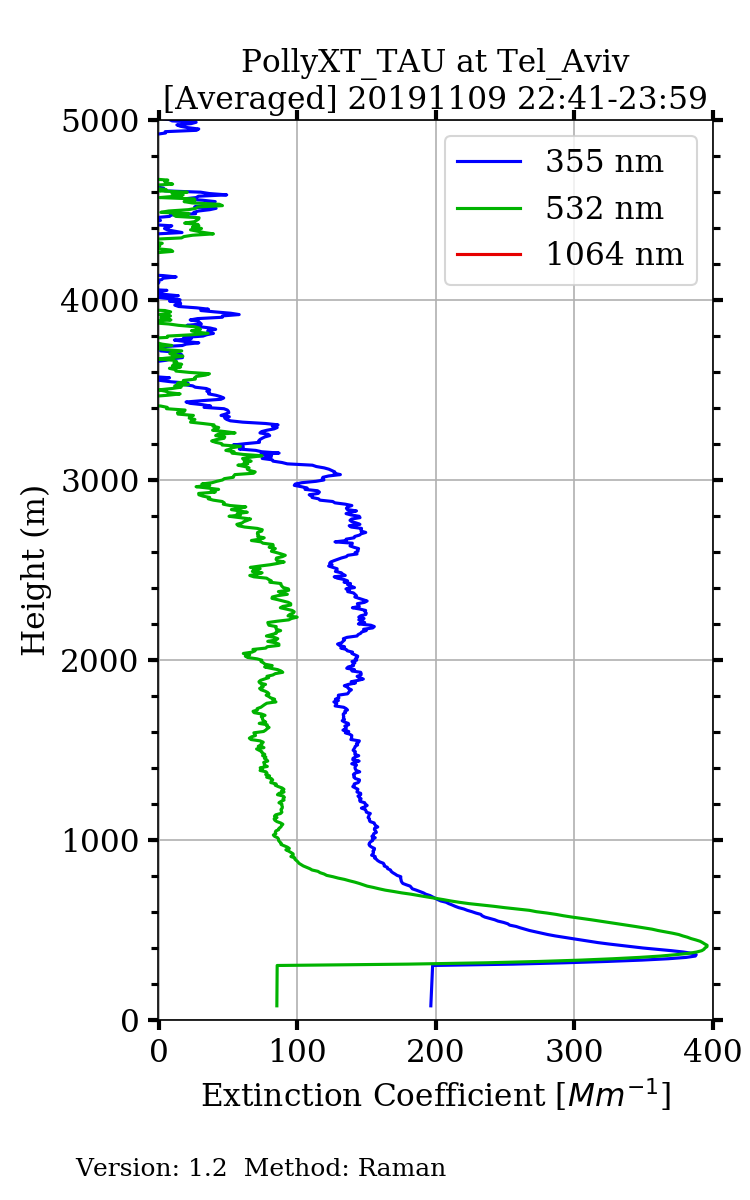 PollyXT_TAU at Tel_Aviv
[Averaged] 20191109 22:41-23:59
5000
4000
3000
2000
1000
0
Height (m)
355 nm
532 nm
1064 nm
0 100 200 300 400
Extinction Coefficient [Mm⁻¹]
Version: 1.2 Method: Raman